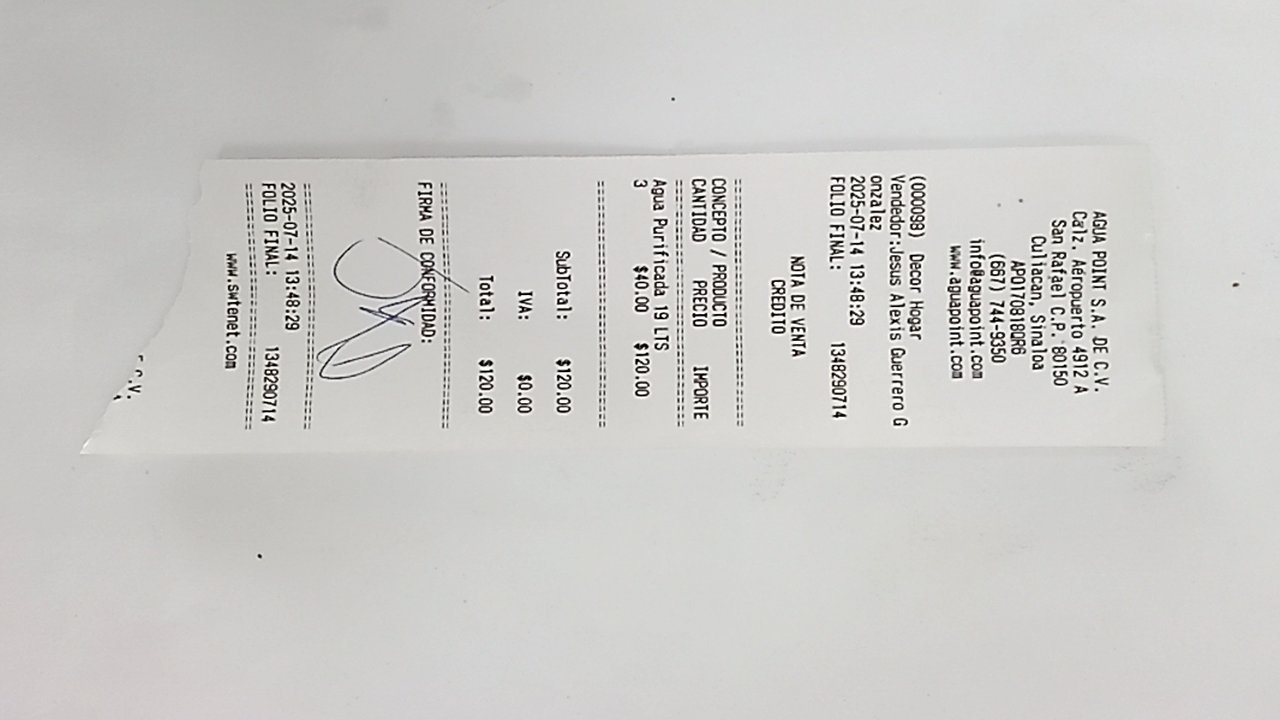 AGUA POINT S.A. DE C.V.
Calz. Aeropuerto 4912 A
San Rafael C.P. 80150
Culiacan, Sinaloa
APO170818QR6
(667) 744-9350
info@aguapoint.com
www.aguapoint.com
(000098) Decor Hogar
Vendedor:Jesus Alexis Guerrero G
onzalez
2025-07-14 13:48:29
FOLIO FINAL: 1348290714
NOTA DE VENTA
CREDITO
================================
CONCEPTO / PRODUCTO
CANTIDAD PRECIO IMPORTE
================================
Agua Purificada 19 LTS
3 $40.00 $120.00
================================
SubTotal: $120.00
IVA: $0.00
Total: $120.00
================================
FIRMA DE CONFORMIDAD:
================================
2025-07-14 13:48:29
FOLIO FINAL: 1348290714
================================
www.swtenet.com
C.V.